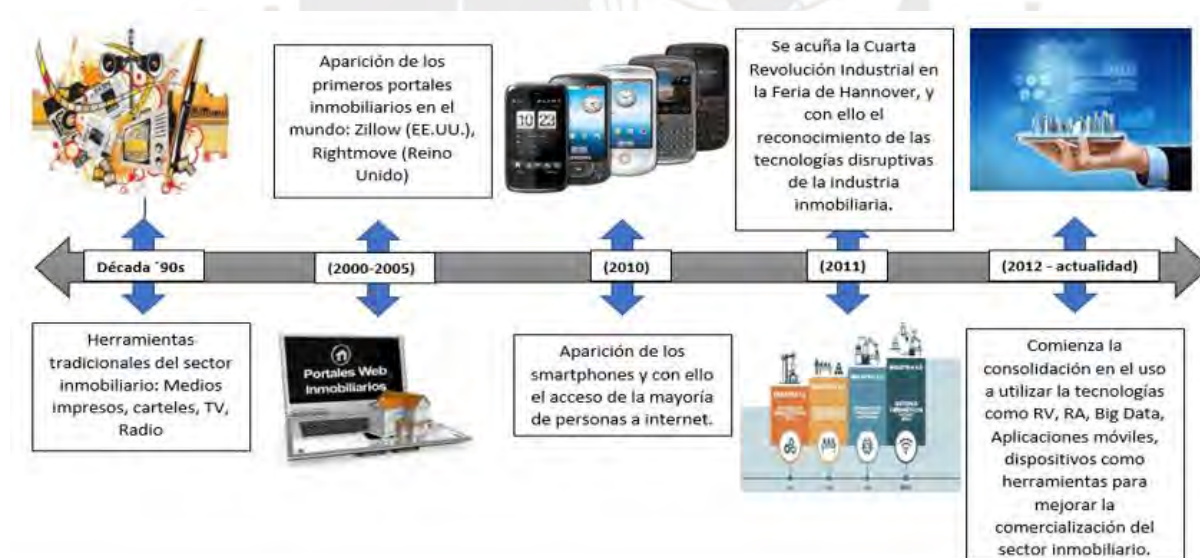 Aparición de los
primeros portales
inmobiliarios en el
mundo: Zillow (EE.UU.),
Rightmove (Reino
Unido)
Se acuña la Cuarta
Revolución Industrial en
la Feria de Hannover, y
con ello el
reconocimiento de las
tecnologías disruptivas
de la industria
inmobiliaria.
10 23
Década ´90s
(2000-2005)
(2010)
(2011)
(2012 - actualidad)
Herramientas
tradicionales del sector
inmobiliario: Medios
impresos, carteles, TV,
Radio
Portales Web
Inmobiliarios
Aparición de los
smartphones y con ello
el acceso de la mayoría
de personas a internet.
Comienza la
consolidación en el uso
a utilizar la tecnologías
como RV, RA, Big Data,
Aplicaciones móviles,
dispositivos como
herramientas para
mejorar la
comercialización del
sector inmobiliario.